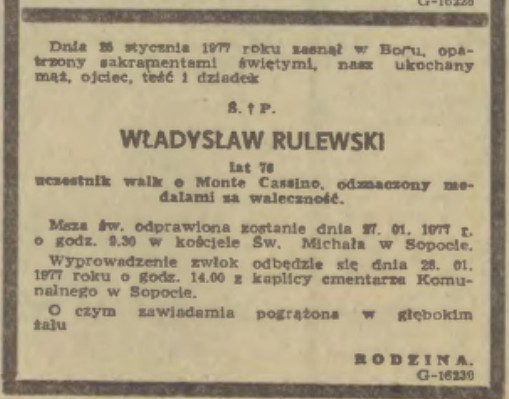 G-16226
Dnia 25 stycznia 1977 roku zasnął w Bogu, opa-
trzony sakramentami świętymi, nasz ukochany
mąż, ojciec, teść i dziadek
Ś. † P.
WŁADYSŁAW RULEWSKI
lat 78
uczestnik walk o Monte Cassino, odznaczony me-
dalami za waleczność.
Msza św. odprawiona zostanie dnia 27. 01. 1977 r.
o godz. 9.30 w kościele Św. Michała w Sopocie.
Wyprowadzenie zwłok odbędzie się dnia 28. 01.
1977 roku o godz. 14.00 z kaplicy cmentarza Komu-
nalnego w Sopocie.
O czym zawiadamia pogrążona w głębokim
żalu
RODZINA.
G-16239